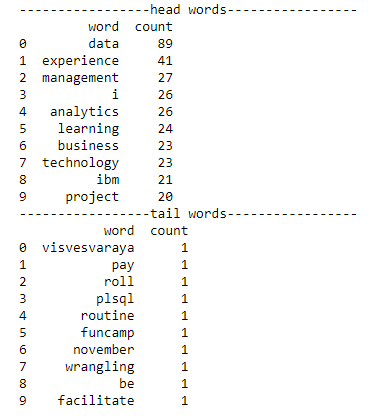 -----------------head words-----------------
word count
0 data 89
1 experience 41
2 management 27
3 i 26
4 analytics 26
5 learning 24
6 business 23
7 technology 23
8 ibm 21
9 project 20
-----------------tail words-----------------
word count
0 visvesvaraya 1
1 pay 1
2 roll 1
3 plsql 1
4 routine 1
5 funcamp 1
6 november 1
7 wrangling 1
8 be 1
9 facilitate 1